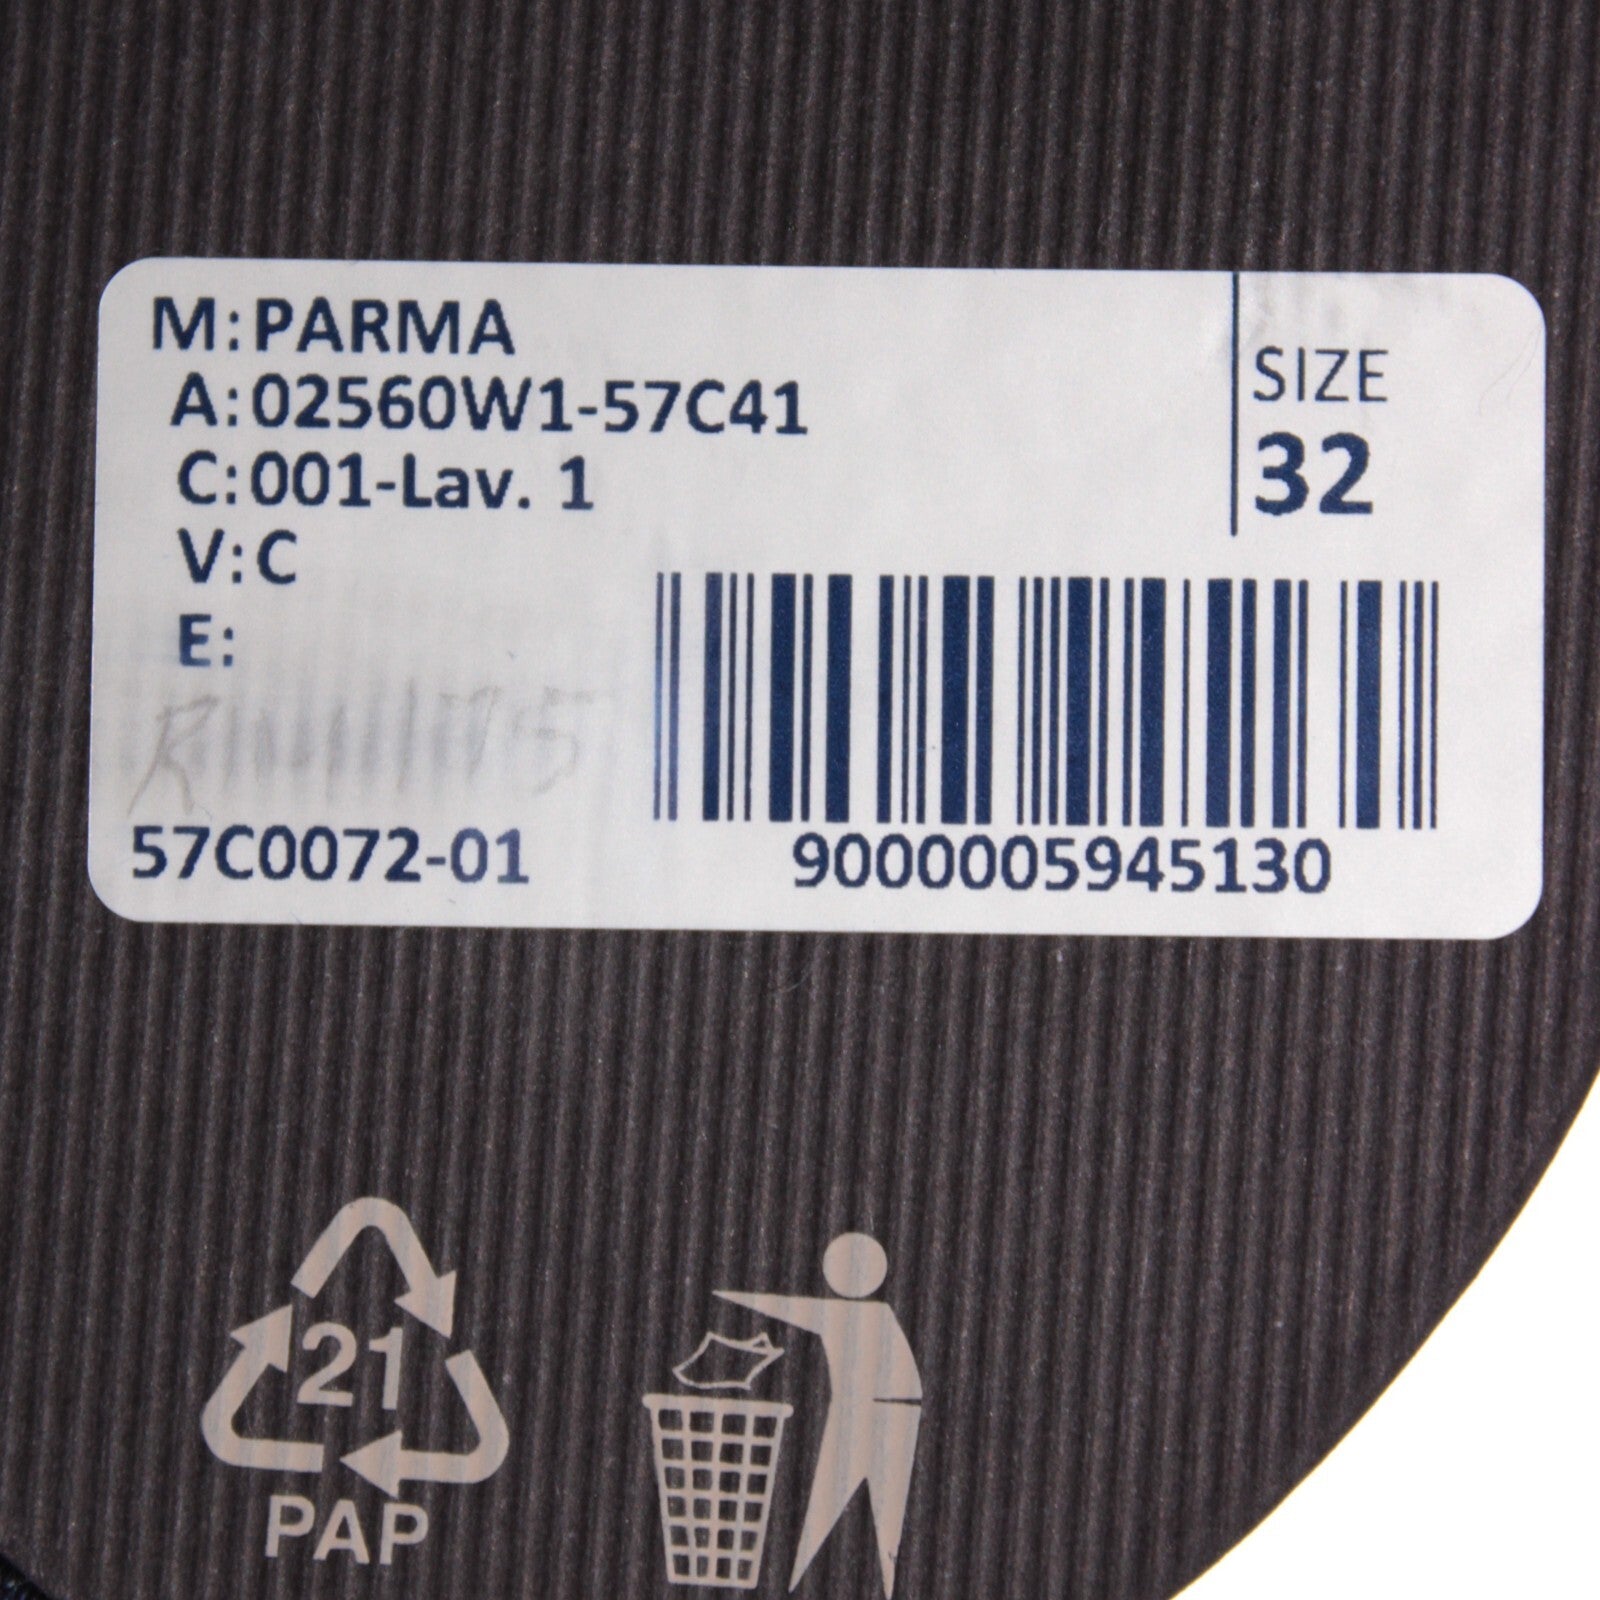 M:PARMA
A:02560W1-57C41
C:001-Lav. 1
V:C
E:
SIZE
32
57C0072-01
9000005945130
21
PAP